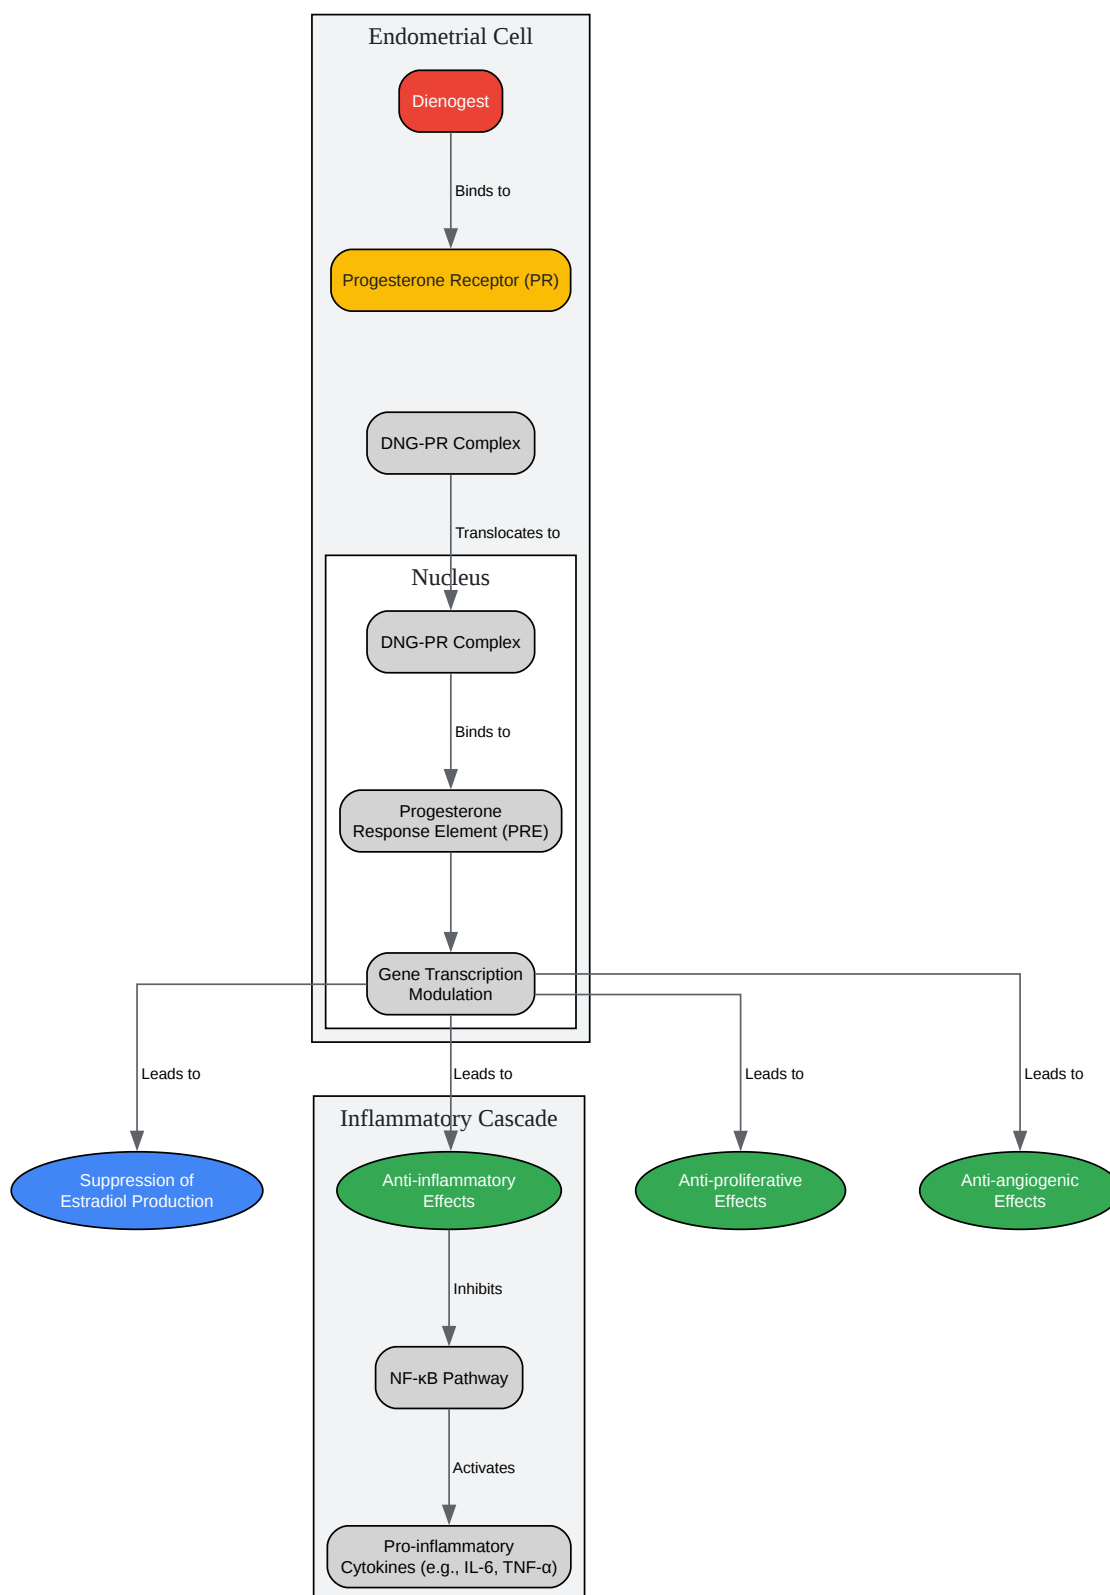 Endometrial Cell
Dienogest
Binds to
Progesterone Receptor (PR)
DNG-PR Complex
Translocates to
Nucleus
DNG-PR Complex
Binds to
Progesterone
Response Element (PRE)
Gene Transcription
Modulation
Leads to
Leads to
Leads to
Leads to
Inflammatory Cascade
Suppression of
Estradiol Production
Anti-inflammatory
Effects
Anti-proliferative
Effects
Anti-angiogenic
Effects
Inhibits
NF-κB Pathway
Activates
Pro-inflammatory
Cytokines (e.g., IL-6, TNF-α)